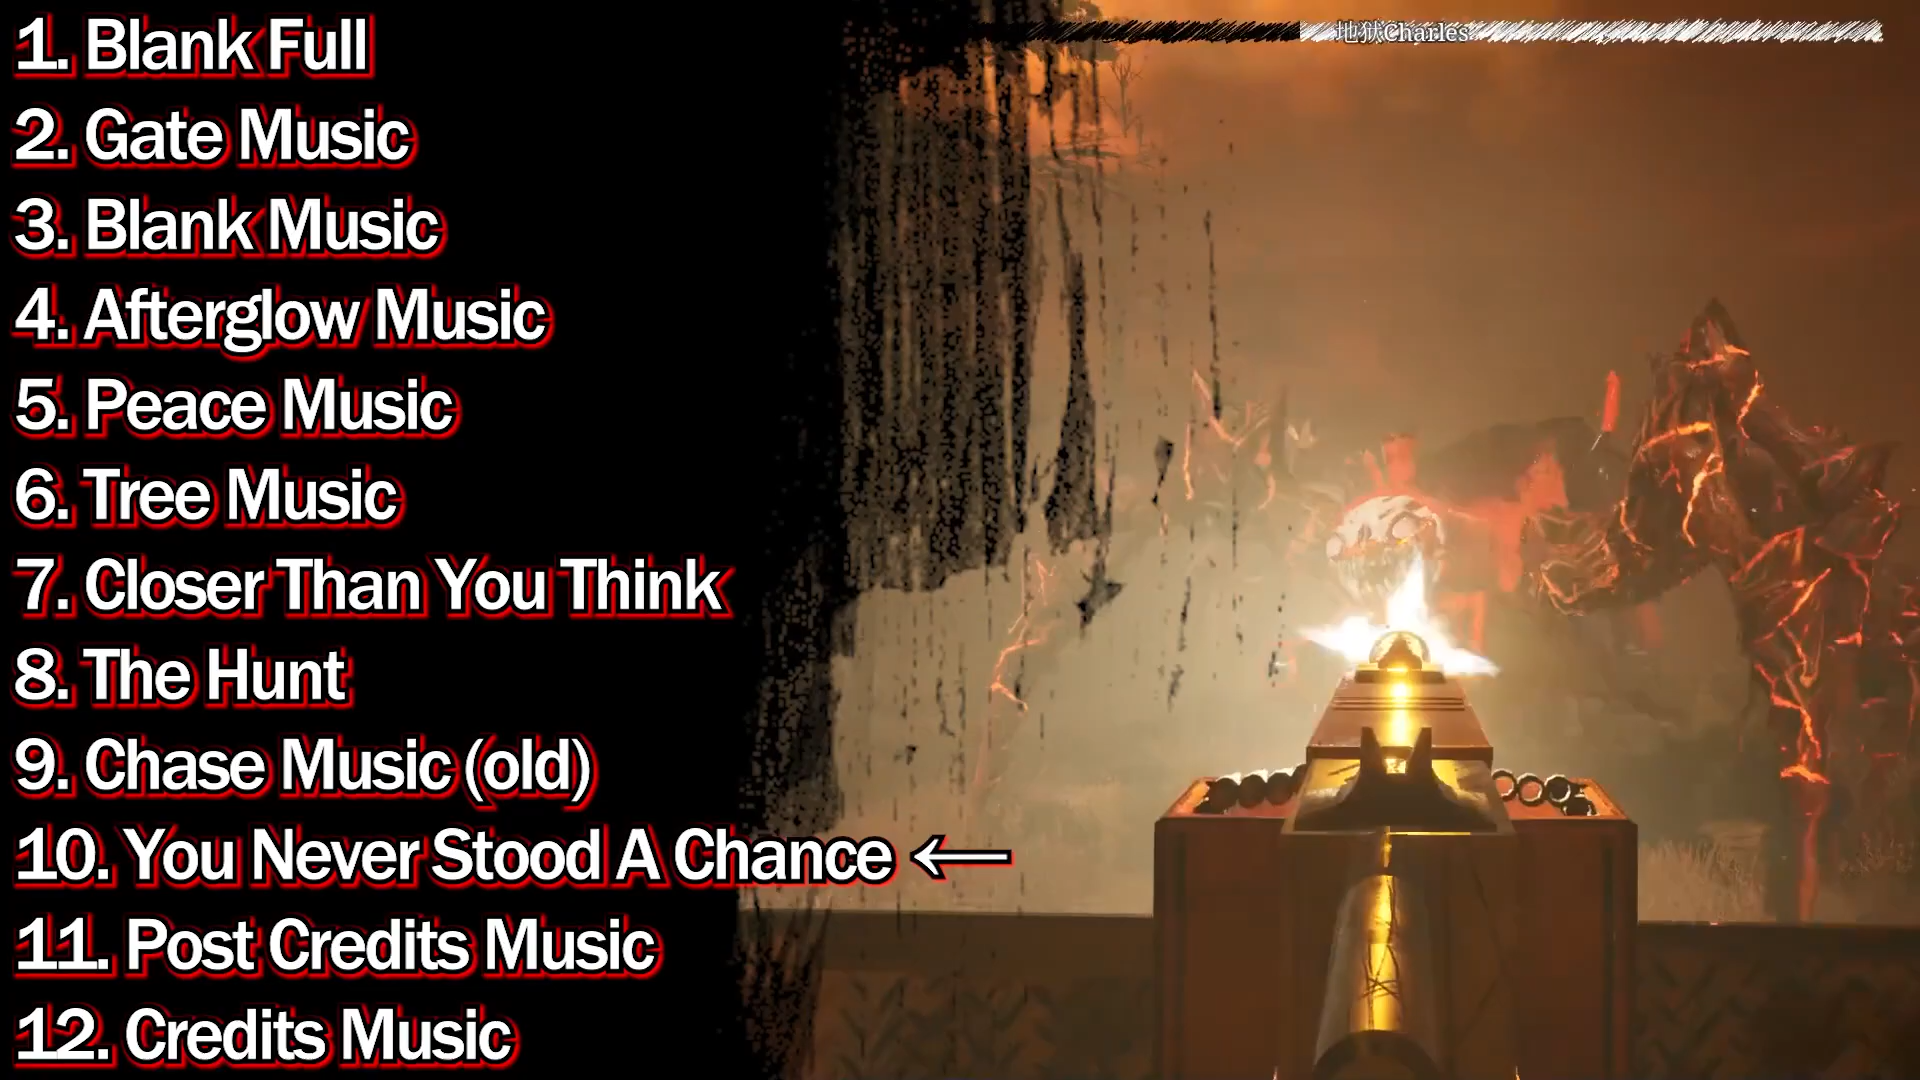 1. Blank Full
2. Gate Music
3. Blank Music
4. Afterglow Music
5. Peace Music
6. Tree Music
7. Closer Than You Think
8. The Hunt
9. Chase Music (old)
10. You Never Stood A Chance ←
11. Post Credits Music
12. Credits Music
地狱Charles